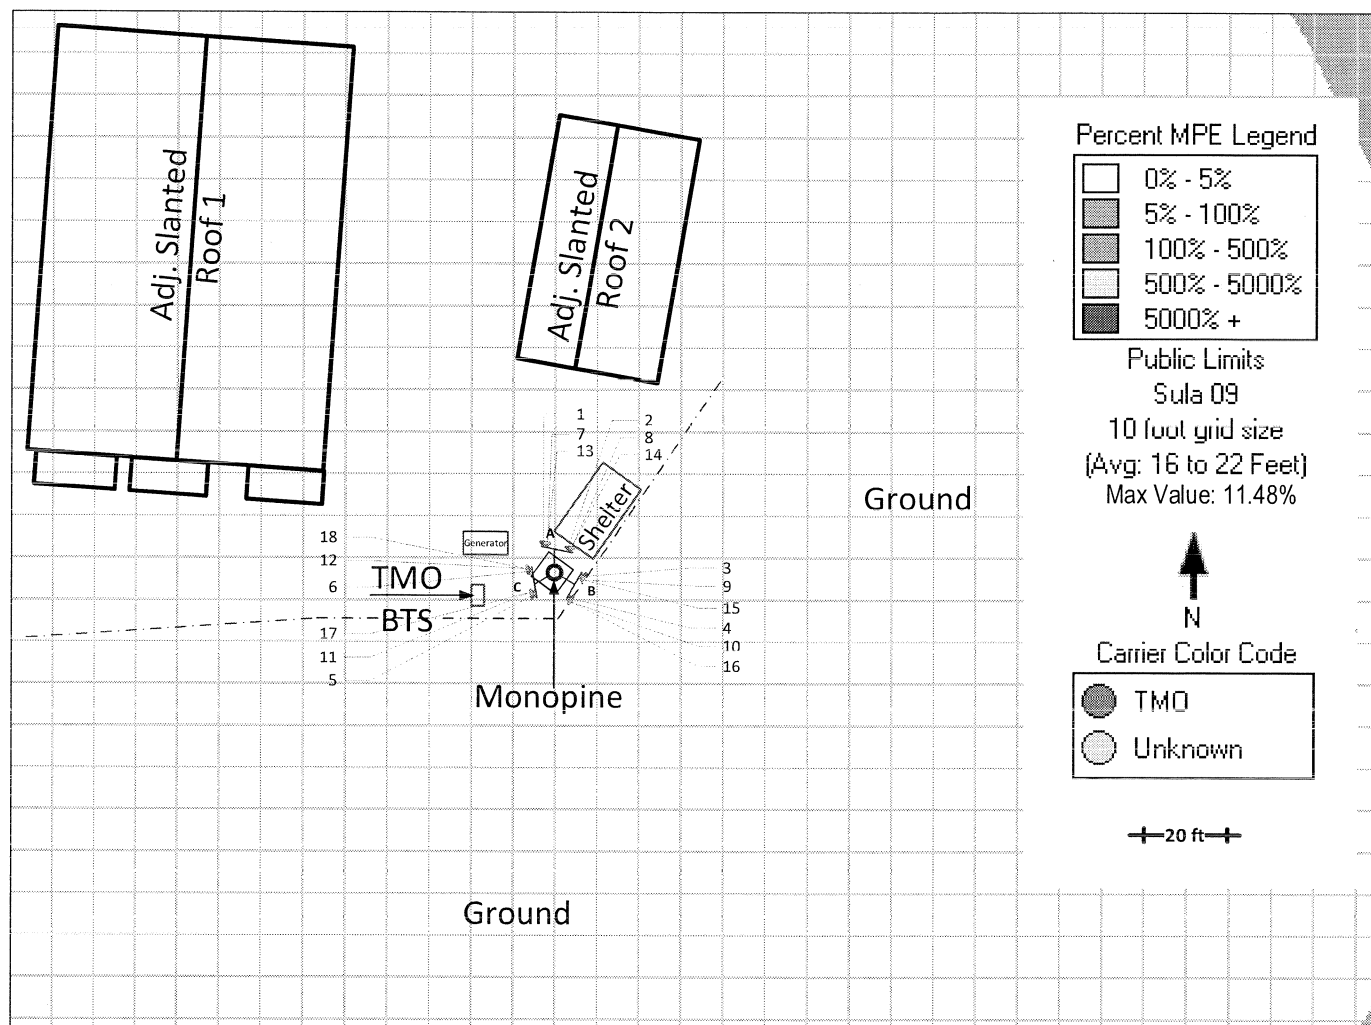 Adj. Slanted
Roof 1
Adj. Slanted
Roof 2
Percent MPE Legend
0% - 5%
5% - 100%
100% - 500%
500% - 5000%
5000% +
Public Limits
Sula 09
10 foot grid size
(Avg: 16 to 22 Feet)
Max Value: 11.48%
N
Carrier Color Code
TMO
Unknown
20 ft
1
7
13
2
8
14
Shelter
Ground
Generator
A
B
C
18
12
6
TMO
BTS
17
11
5
3
9
15
4
10
16
Monopine
Ground